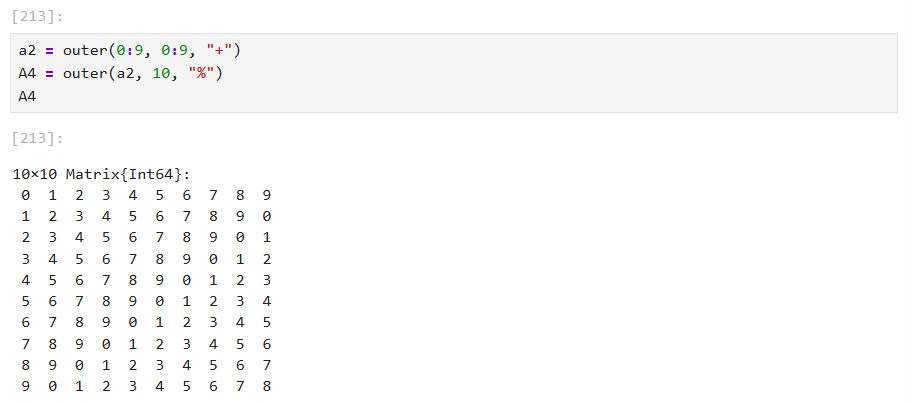 [213]:
a2 = outer(0:9, 0:9, "+")
A4 = outer(a2, 10, "%")
A4
[213]:
10×10 Matrix{Int64}:
0 1 2 3 4 5 6 7 8 9
1 2 3 4 5 6 7 8 9 0
2 3 4 5 6 7 8 9 0 1
3 4 5 6 7 8 9 0 1 2
4 5 6 7 8 9 0 1 2 3
5 6 7 8 9 0 1 2 3 4
6 7 8 9 0 1 2 3 4 5
7 8 9 0 1 2 3 4 5 6
8 9 0 1 2 3 4 5 6 7
9 0 1 2 3 4 5 6 7 8